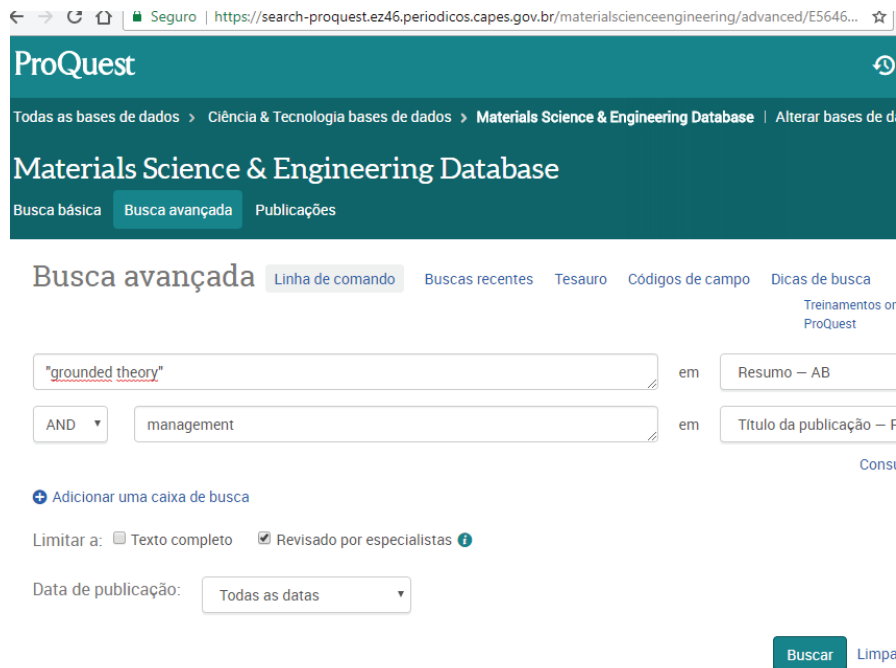 Seguro | https://search-proquest.ez46.periodicos.capes.gov.br/materialscienceengineering/advanced/E5646...
ProQuest
Todas as bases de dados > Ciência & Tecnologia bases de dados > Materials Science & Engineering Database | Alterar bases de d
Materials Science & Engineering Database
Busca básica Busca avançada Publicações
Busca avançada Linha de comando Buscas recentes Tesauro Códigos de campo Dicas de busca
Treinamentos or
ProQuest
"grounded theory" em Resumo — AB
AND management em Título da publicação — P
Consu
Adicionar uma caixa de busca
Limitar a: Texto completo Revisado por especialistas
Data de publicação: Todas as datas
Buscar Limpa